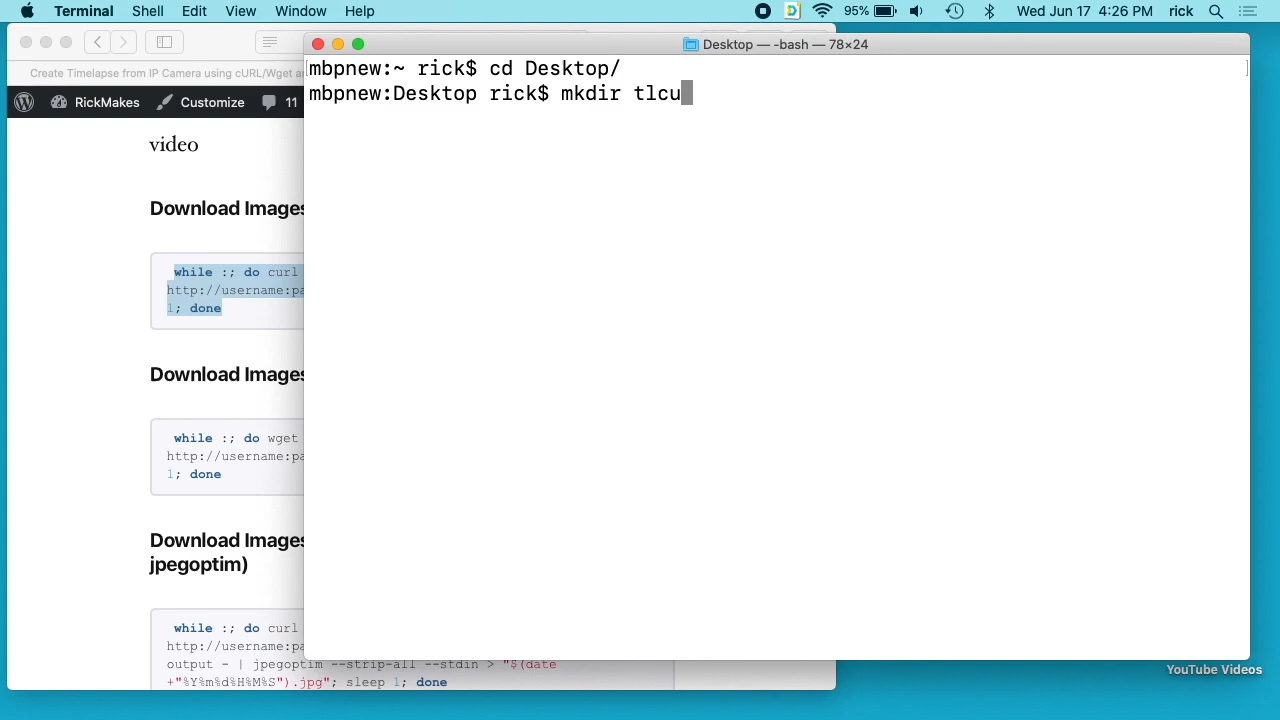 Terminal Shell Edit View Window Help 95% Wed Jun 17 4:26 PM rick
Desktop — -bash — 78×24
Create Timelapse from IP Camera using cURL/Wget
RickMakes Customize 11
mbpnew:~ rick$ cd Desktop/
mbpnew:Desktop rick$ mkdir tlcu
video
Download Images
while :; do curl
http://username:pa
1; done
Download Images
while :; do wget
http://username:pa
1; done
Download Images
jpegoptim)
while :; do curl
http://username:pa
output - | jpegoptim --strip-all --stdin > "$(date
+"%Y%m%d%H%M%S").jpg"; sleep 1; done
YouTube Videos